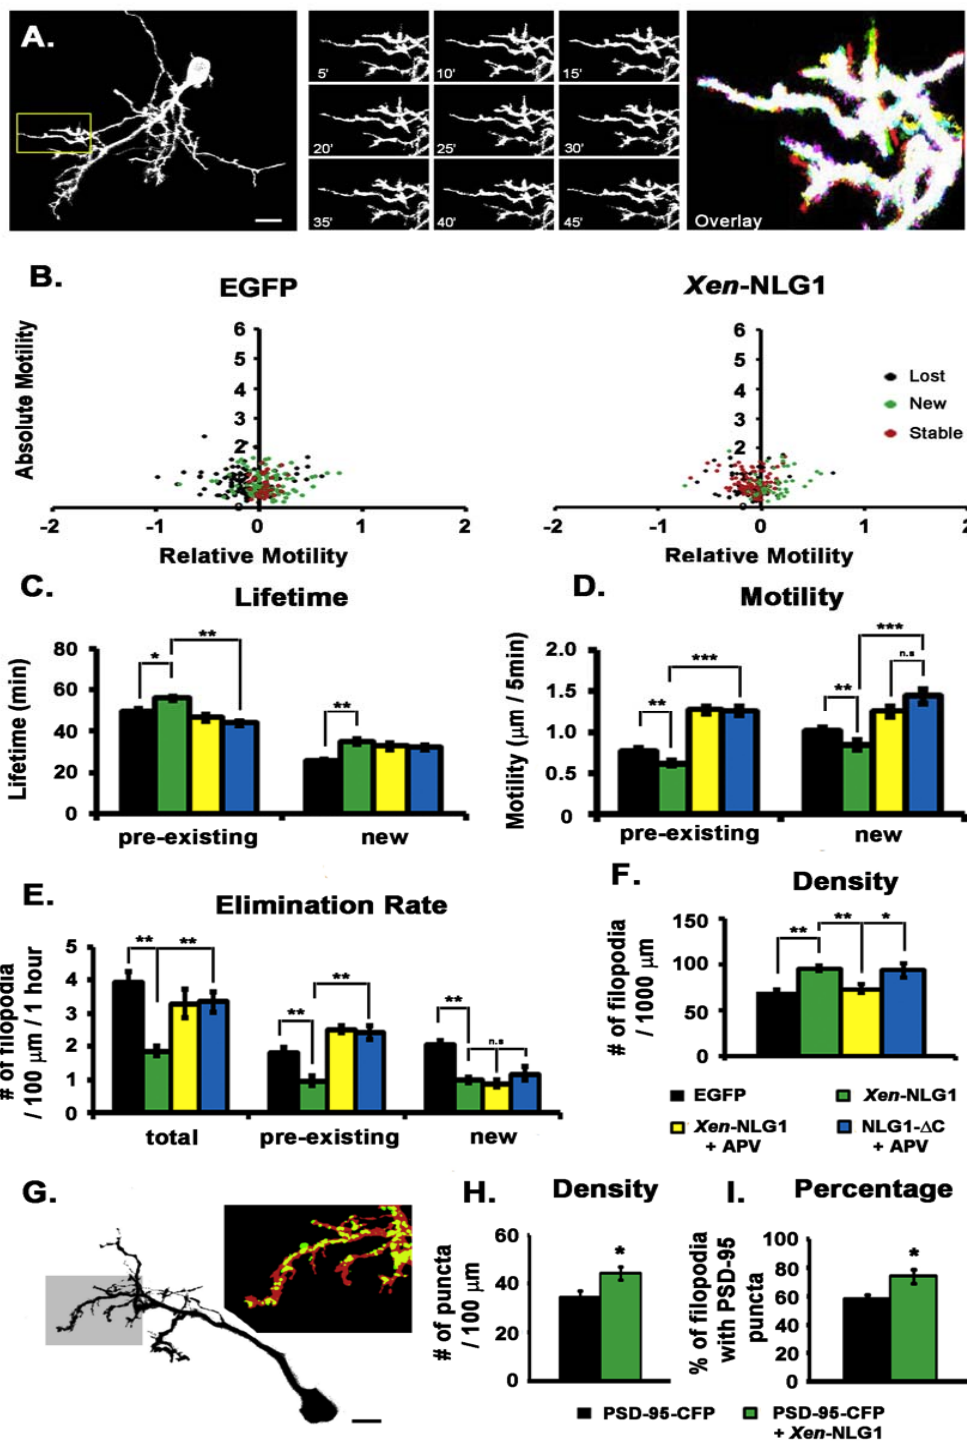 A.
5'
10'
15'
20'
25'
30'
35'
40'
45'
Overlay
B.
EGFP
Xen-NLG1
Absolute Motility
6
5
4
3
2
0
-2
-1
0
1
2
Relative Motility
6
5
4
3
2
1
0
-2
-1
0
1
2
Relative Motility
Lost
New
Stable
C.
Lifetime
Lifetime (min)
80
60
40
20
0
*
**
**
pre-existing
new
D.
Motility
Motility (μm / 5min)
2.0
1.5
1.0
0.5
0
**
***
**
***
n.s
pre-existing
new
E.
Elimination Rate
# of filopodia
/ 100 μm / 1 hour
5
4
3
2
1
0
**
**
**
**
**
n.s
total
pre-existing
new
F.
Density
# of filopodia
/ 1000 μm
150
100
50
0
**
**
*
EGFP
Xen-NLG1
Xen-NLG1
+ APV
NLG1-ΔC
+ APV
G.
H.
Density
# of puncta
/ 100 μm
60
40
20
0
*
I.
Percentage
% of filopodia
with PSD-95
puncta
100
80
60
40
20
0
*
PSD-95-CFP
PSD-95-CFP
+ Xen-NLG1